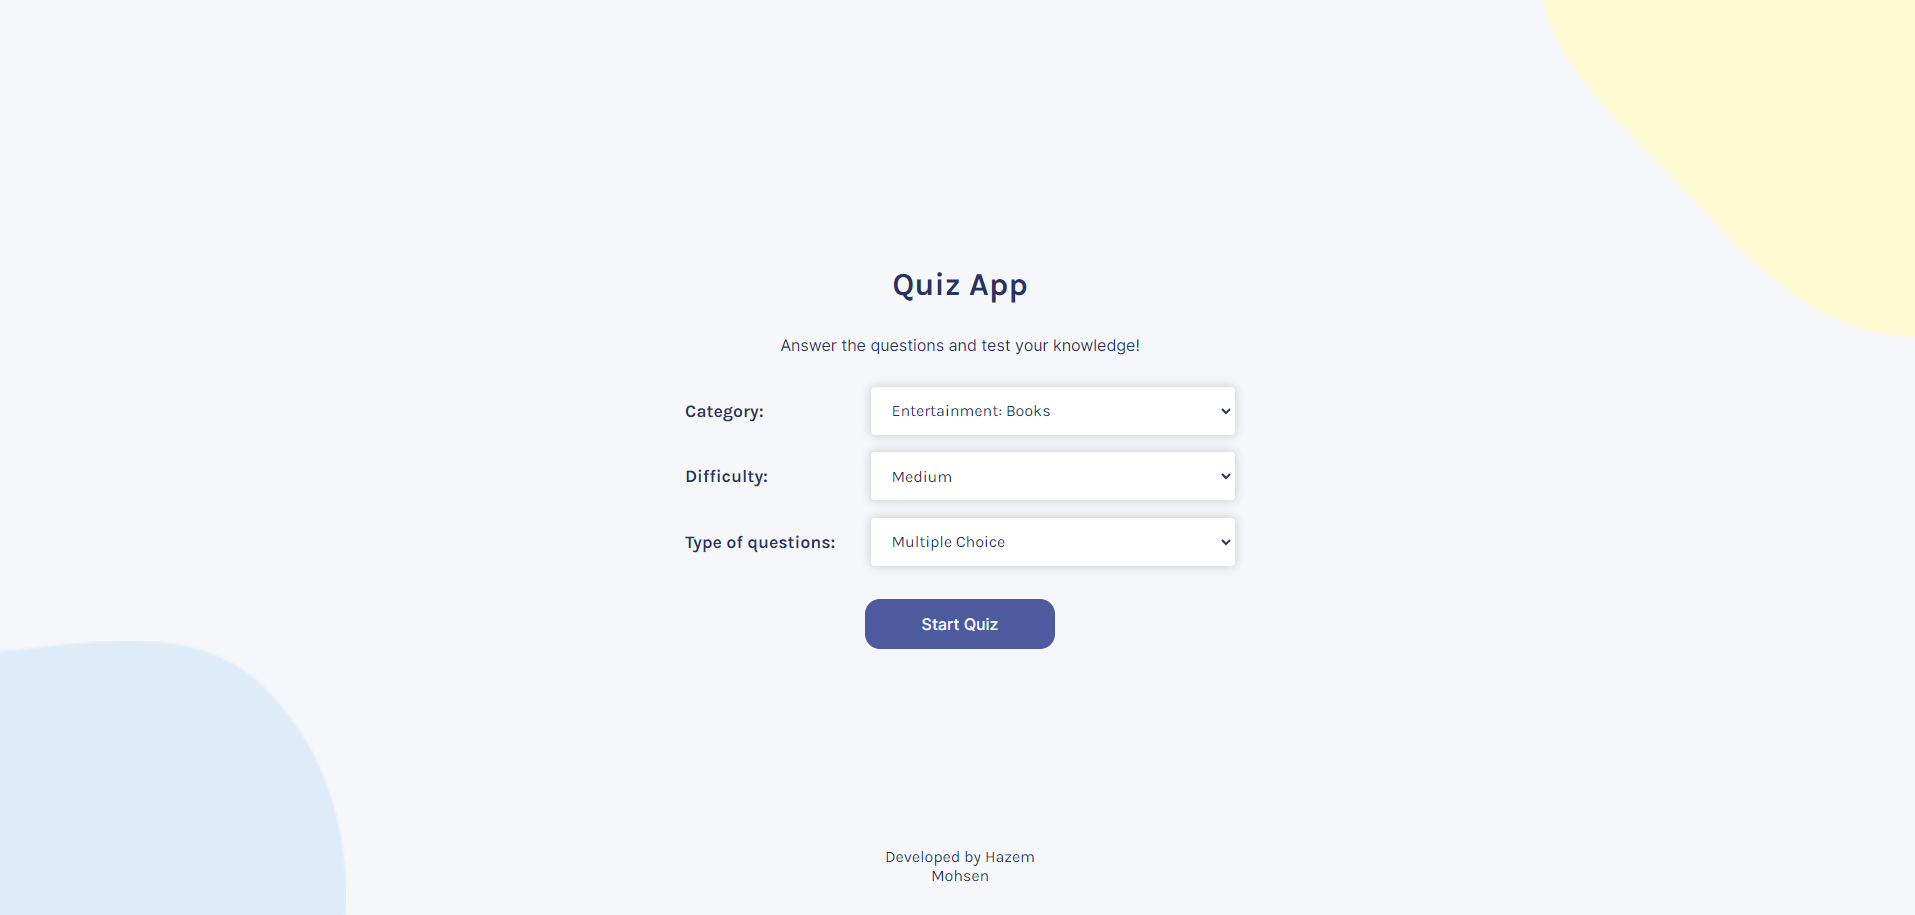 Quiz App
Answer the questions and test your knowledge!
Category:
Entertainment: Books
Difficulty:
Medium
Type of questions:
Multiple Choice
Start Quiz
Developed by Hazem
Mohsen